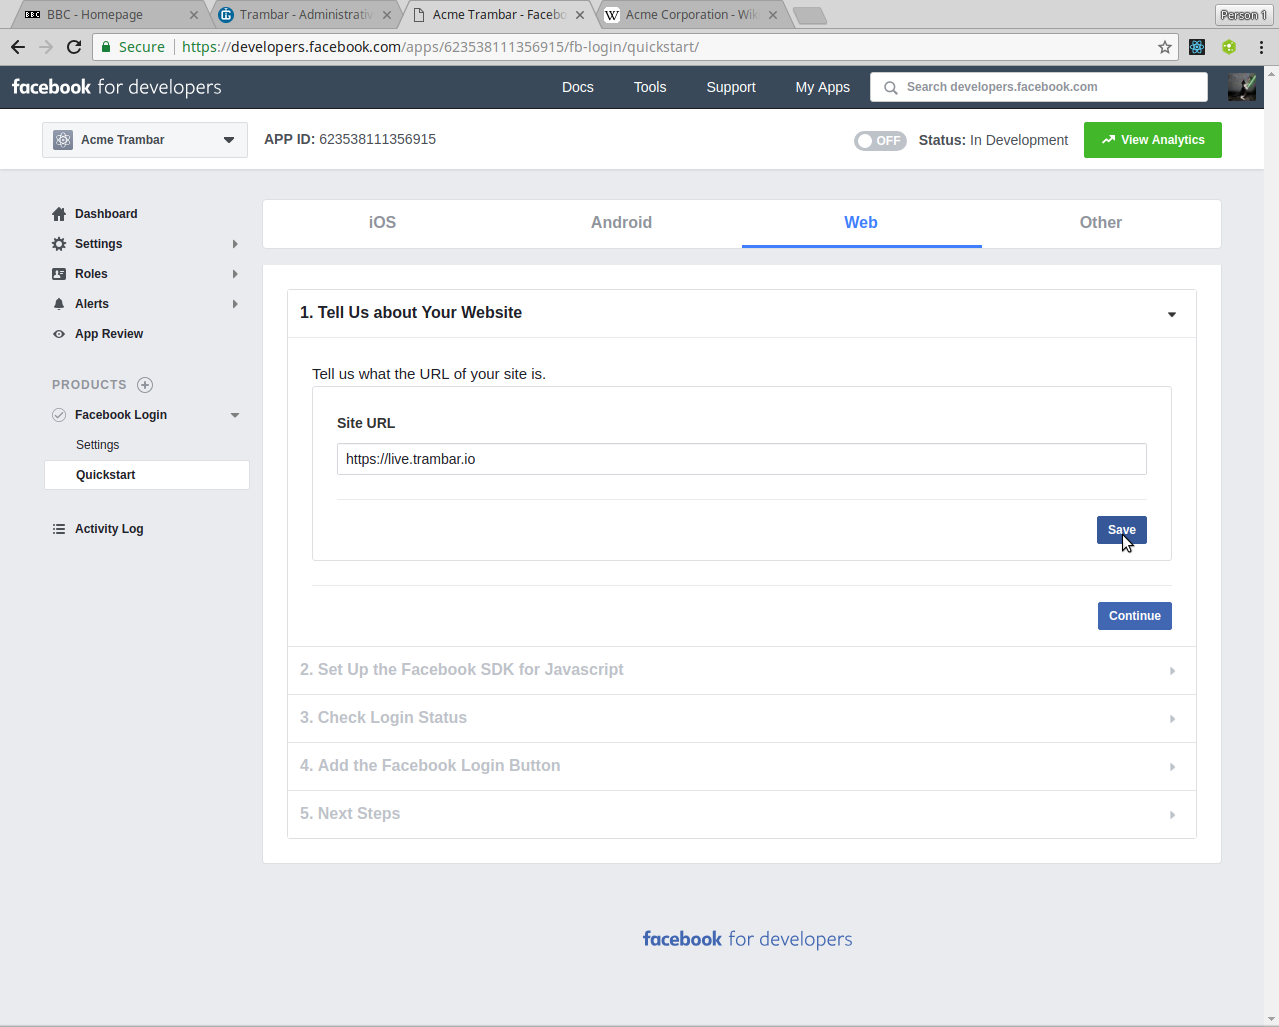 BBC - Homepage
Trambar - Administrativ
Acme Trambar - Facebo
Acme Corporation - Wik
Person 1
Secure
https://developers.facebook.com/apps/623538111356915/fb-login/quickstart/
facebook for developers
Docs
Tools
Support
My Apps
Search developers.facebook.com
Acme Trambar
APP ID: 623538111356915
OFF
Status: In Development
View Analytics
Dashboard
Settings
Roles
Alerts
App Review
PRODUCTS
Facebook Login
Settings
Quickstart
Activity Log
iOS
Android
Web
Other
1. Tell Us about Your Website
Tell us what the URL of your site is.
Site URL
https://live.trambar.io
Save
Continue
2. Set Up the Facebook SDK for Javascript
3. Check Login Status
4. Add the Facebook Login Button
5. Next Steps
facebook for developers